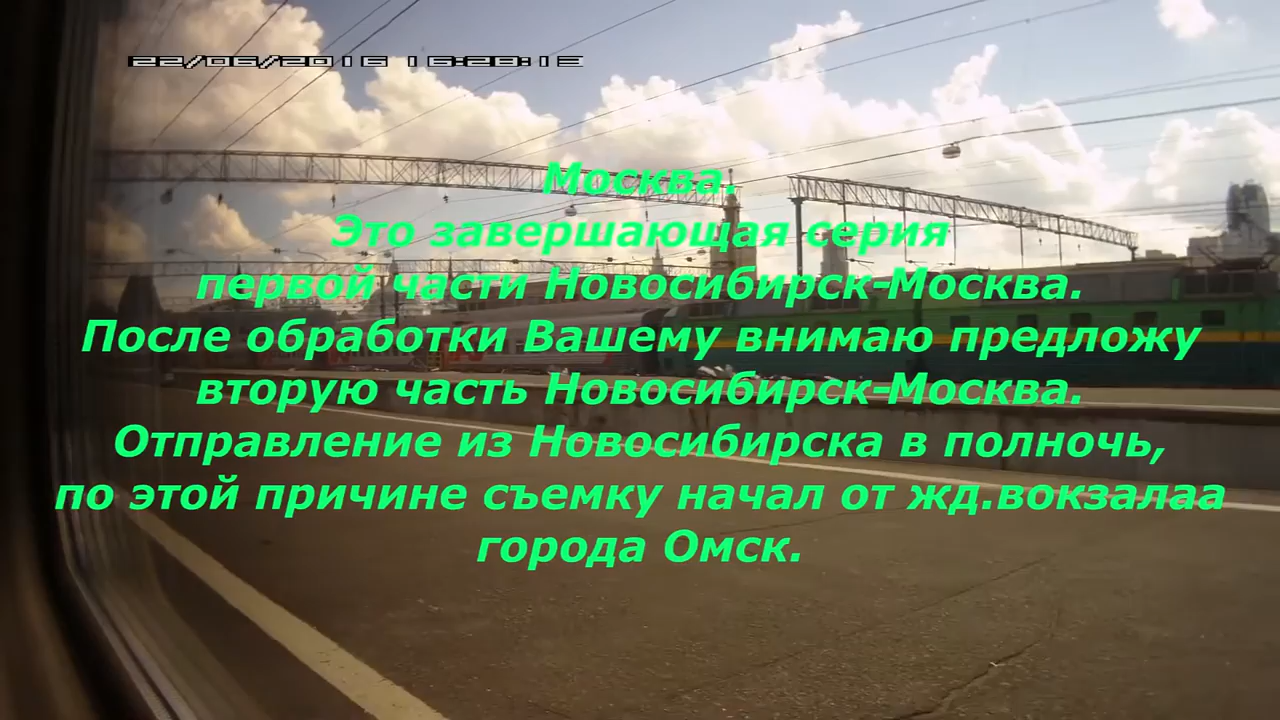 22/06/2016 16:28:13
Москва.
Это завершающая серия
первой части Новосибирск-Москва.
После обработки Вашему внимаю предложу
вторую часть Новосибирск-Москва.
Отправление из Новосибирска в полночь,
по этой причине съемку начал от жд.вокзалаа
города Омск.